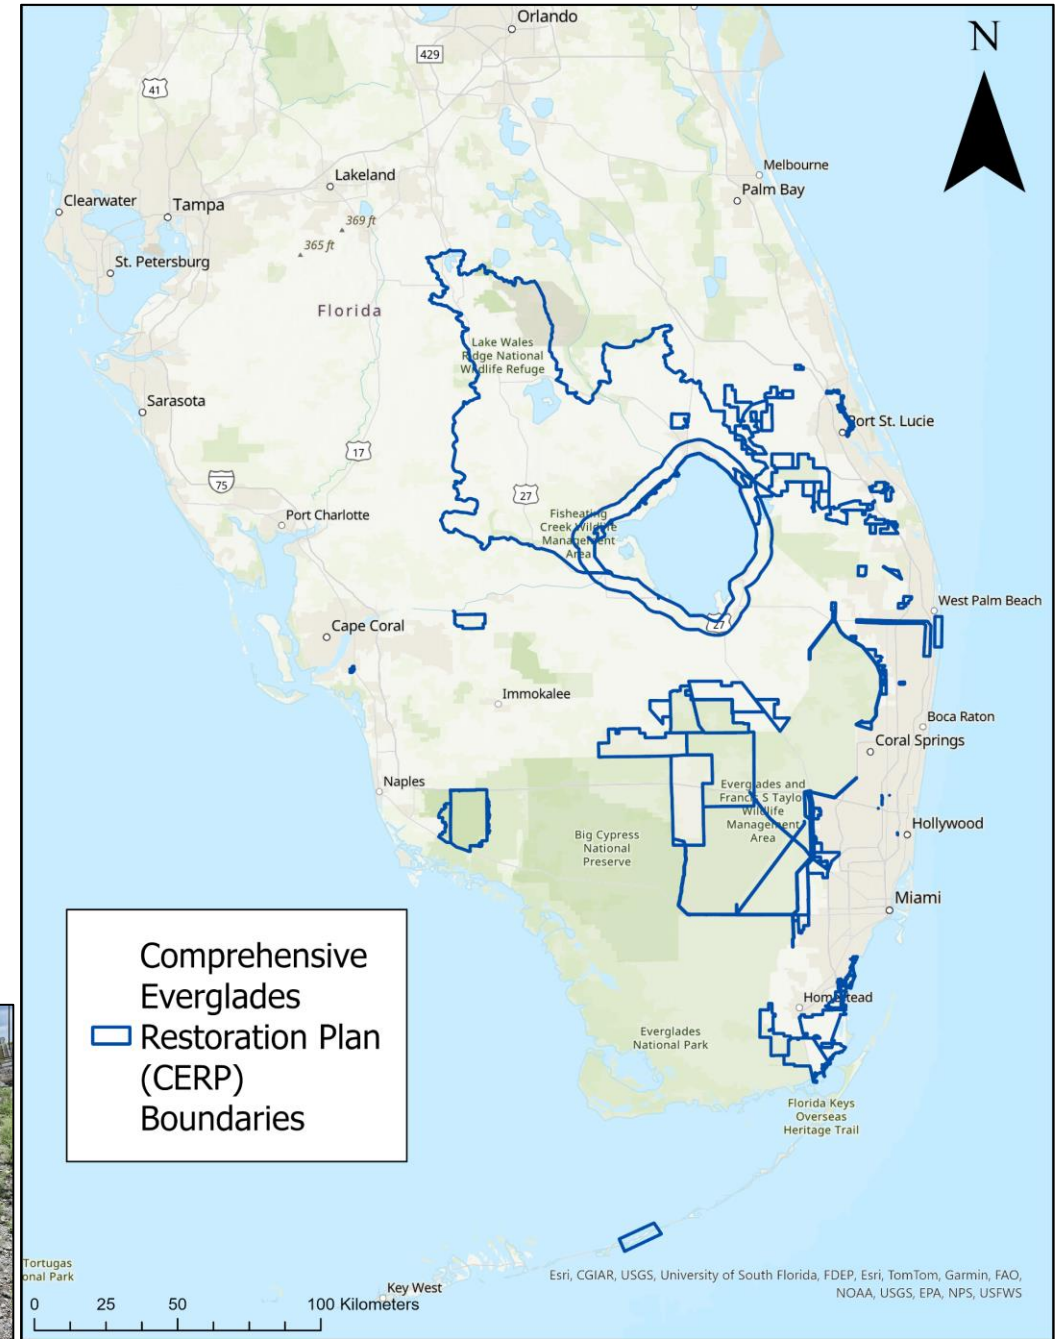 Orlando
N
429
41
Melbourne
Lakeland
Palm Bay
Clearwater
Tampa
369 ft
365 ft
St. Petersburg
Florida
Lake Wales
Ridge National
Wildlife Refuge
Sarasota
Port St. Lucie
17
75
27
Port Charlotte
Fisheating
Creek Wildlife
Management
Area
West Palm Beach
27
Cape Coral
Immokalee
Boca Raton
Coral Springs
Naples
Everglades and
Francis S Taylo
Wildlife
Management
Area
Hollywood
Big Cypress
National
Preserve
Miami
Comprehensive
Everglades
Restoration Plan
(CERP)
Boundaries
Homestead
Everglades
National Park
Florida Keys
Overseas
Heritage Trail
Tortugas
onal Park
Key West
Esri, CGIAR, USGS, University of South Florida, FDEP, Esri, TomTom, Garmin, FAO,
NOAA, USGS, EPA, NPS, USFWS
0 25 50 100 Kilometers